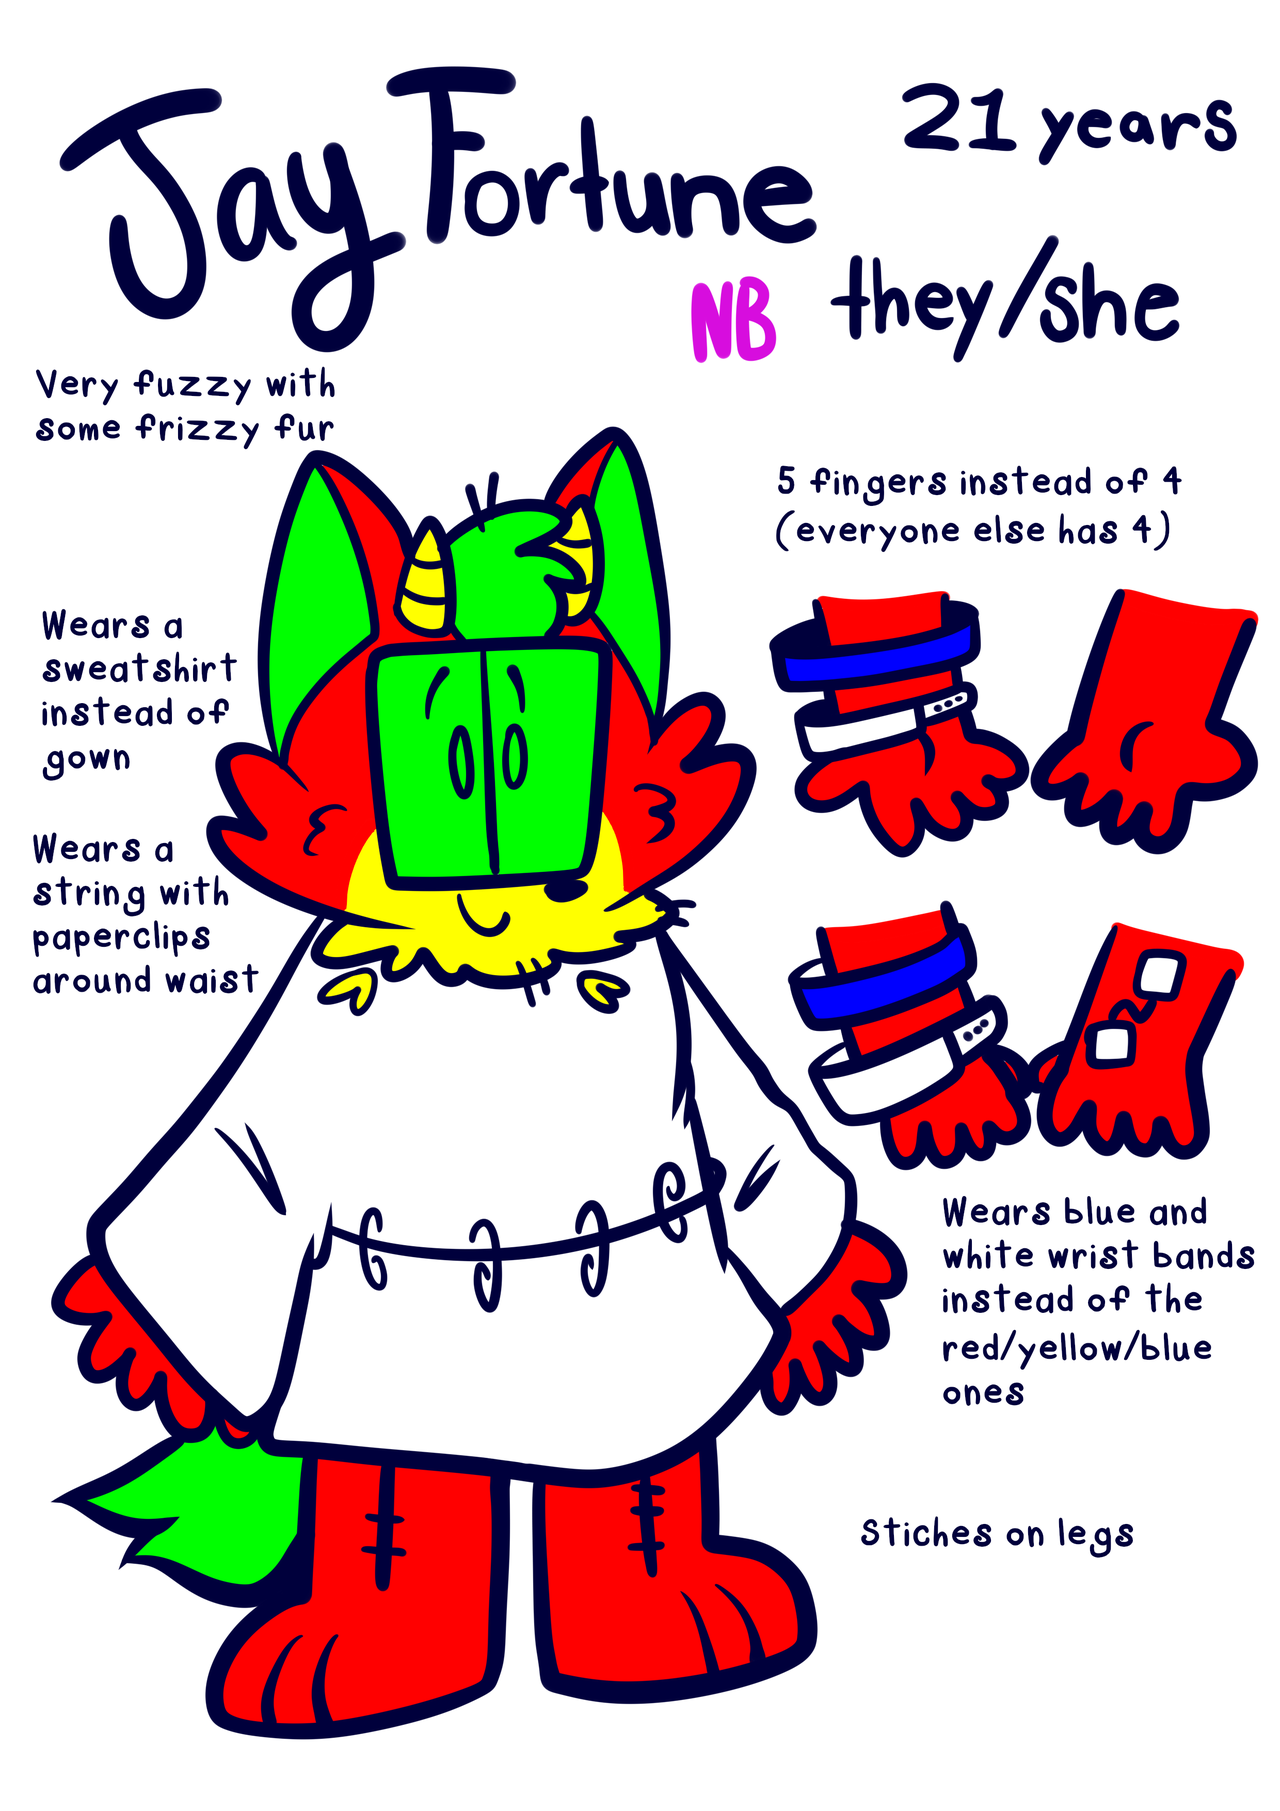 Jay Fortune
21 years
NB
they/she
Very fuzzy with
some frizzy fur
5 fingers instead of 4
(everyone else has 4)
Wears a
sweatshirt
instead of
gown
Wears a
string with
paperclips
around waist
Wears blue and
white wrist bands
instead of the
red/yellow/blue
ones
Stiches on legs